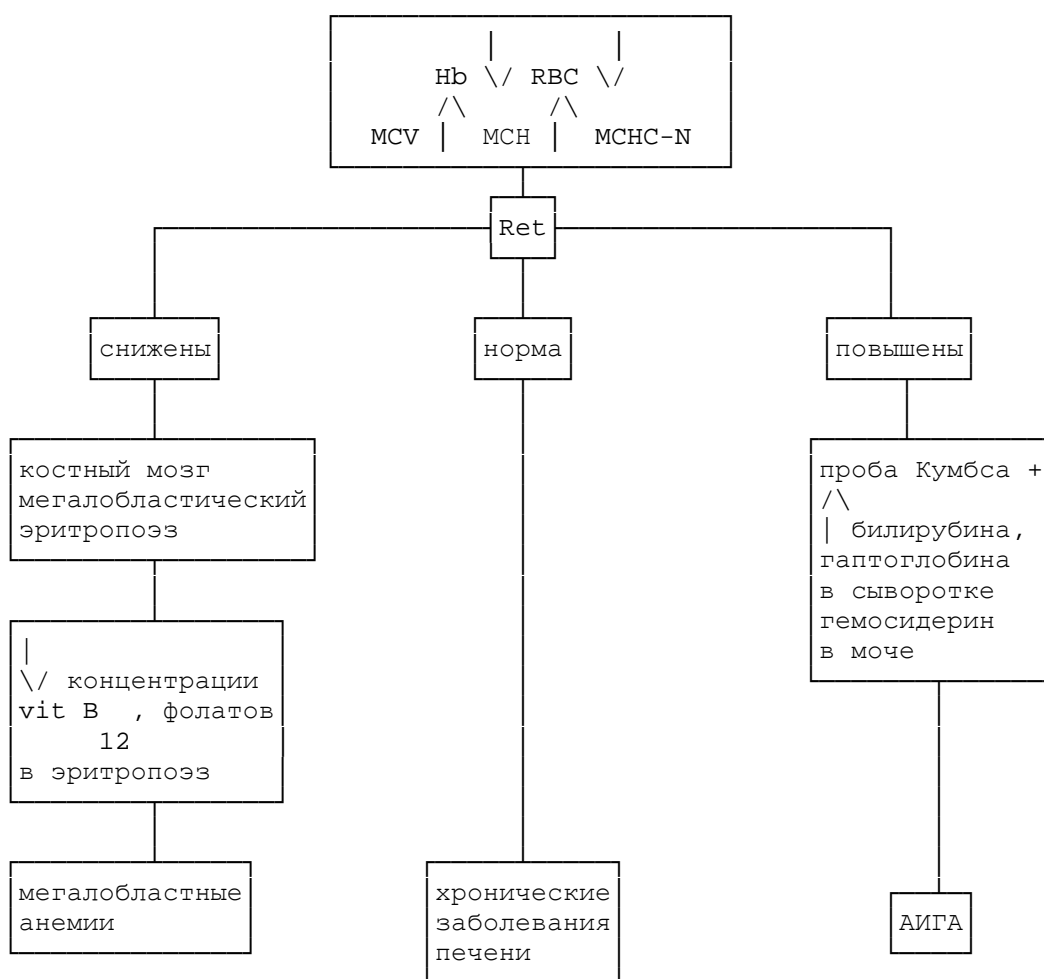 |          |
Hb \/ RBC \/
/\       /\
MCV |  MCH |  MCHC-N
Ret
снижены
норма
повышены
костный мозг
мегалобластический
эритропоэз
проба Кумбса +
/\
| билирубина,
гаптоглобина
в сыворотке
гемосидерин
в моче
|
\/ концентрации
vit B  , фолатов
12
в эритропоэз
мегалобластные
анемии
хронические
заболевания
печени
АИГА